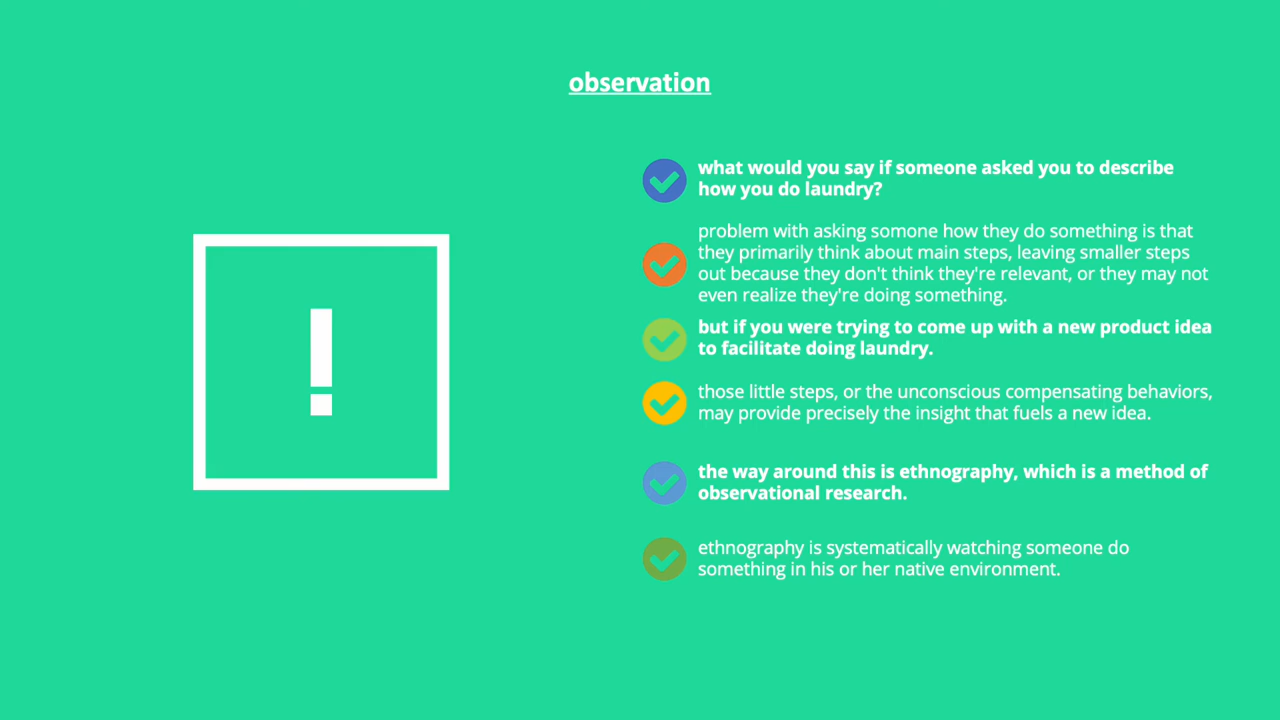 observation
what would you say if someone asked you to describe
how you do laundry?
problem with asking somone how they do something is that
they primarily think about main steps, leaving smaller steps
out because they don't think they're relevant, or they may not
even realize they're doing something.
but if you were trying to come up with a new product idea
to facilitate doing laundry.
those little steps, or the unconscious compensating behaviors,
may provide precisely the insight that fuels a new idea.
the way around this is ethnography, which is a method of
observational research.
ethnography is systematically watching someone do
something in his or her native environment.